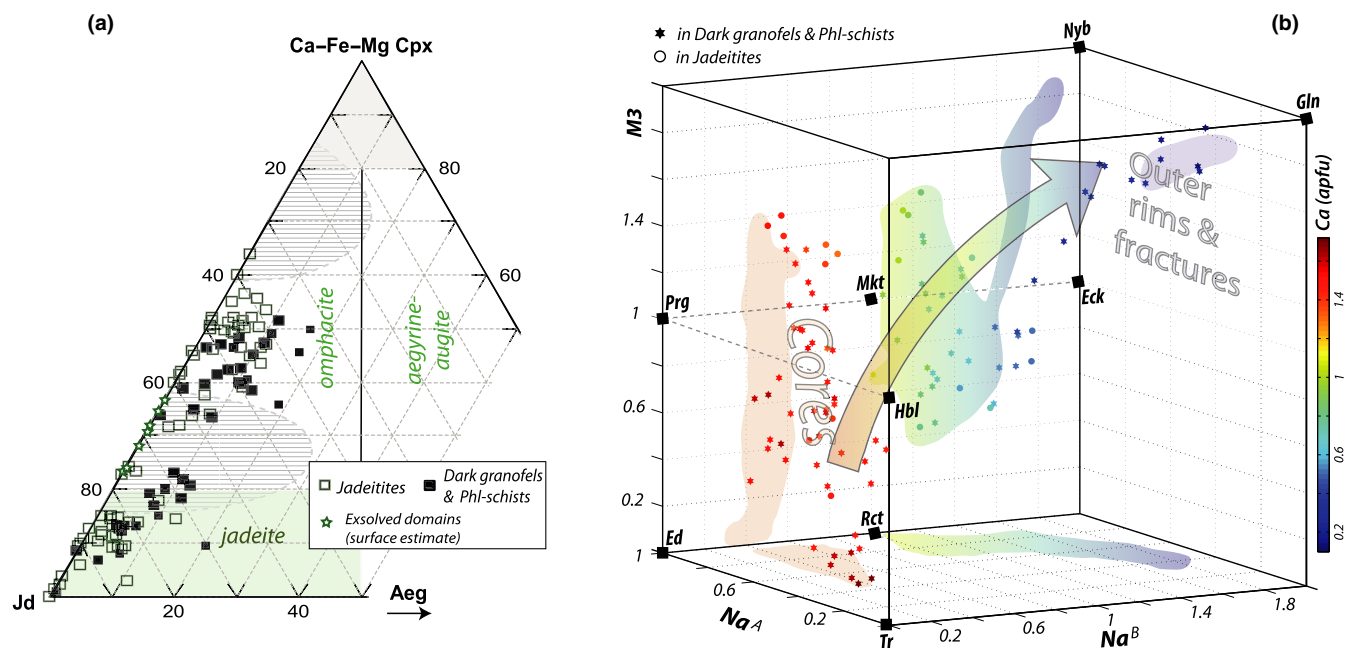 (a)
Ca–Fe–Mg Cpx
20
80
40
60
omphacite
aegyrine-
augite
60
80
Jadeitites
Dark granofels
& Phl-schists
Exsolved domains
(surface estimate)
jadeite
Jd
20
40
Aeg
(b)
in Dark granofels & Phl-schists
in Jadeitites
Nyb
Gln
M3
1.4
1
0.6
0.2
1
Prg
Mkt
Eck
Hbl
Ed
Rct
Tr
Cores
Outer
rims &
fractures
0.6
0.2
NaA
0.2
0.6
1
1.4
1.8
NaB
Ca (apfu)
1.4
1
0.6
0.2